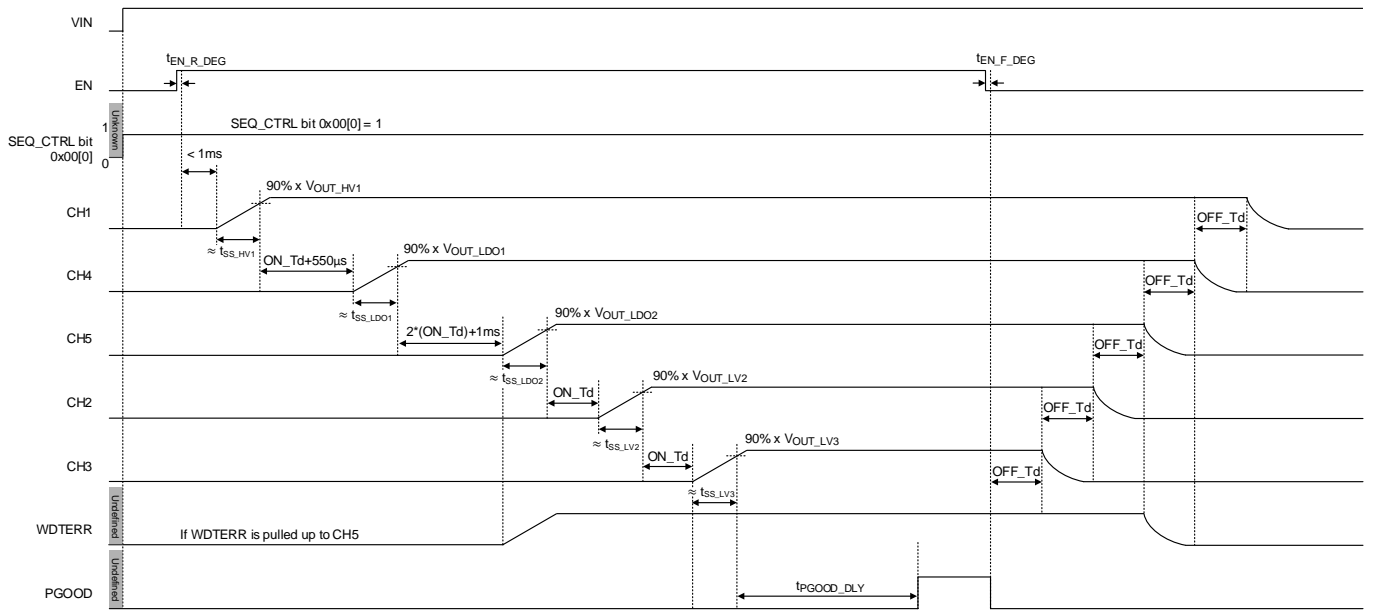 VIN
tEN_R_DEG
tEN_F_DEG
EN
Unknown
1
SEQ_CTRL bit 0x00[0] = 1
SEQ_CTRL bit
0x00[0]
0
< 1ms
90% x VOUT_HV1
CH1
OFF_Td
≈ tSS_HV1
90% x VOUT_LDO1
ON_Td+550µs
CH4
OFF_Td
≈ tSS_LDO1
90% x VOUT_LDO2
2*(ON_Td)+1ms
CH5
OFF_Td
≈ tSS_LDO2
90% x VOUT_LV2
ON_Td
CH2
OFF_Td
≈ tSS_LV2
90% x VOUT_LV3
ON_Td
CH3
OFF_Td
≈ tSS_LV3
Undefined
WDTERR
If WDTERR is pulled up to CH5
Undefined
tPGOOD_DLY
PGOOD